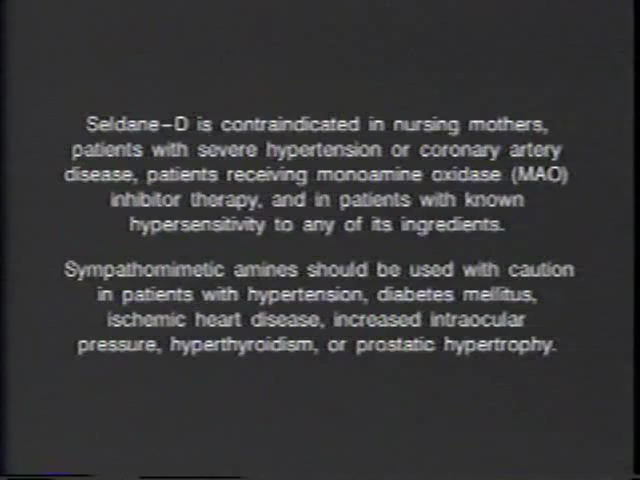 Seldane-D is contraindicated in nursing mothers,
patients with severe hypertension or coronary artery
disease, patients receiving monoamine oxidase (MAO)
inhibitor therapy, and in patients with known
hypersensitivity to any of its ingredients.
Sympathomimetic amines should be used with caution
in patients with hypertension, diabetes mellitus,
ischemic heart disease, increased intraocular
pressure, hyperthyroidism, or prostatic hypertrophy.